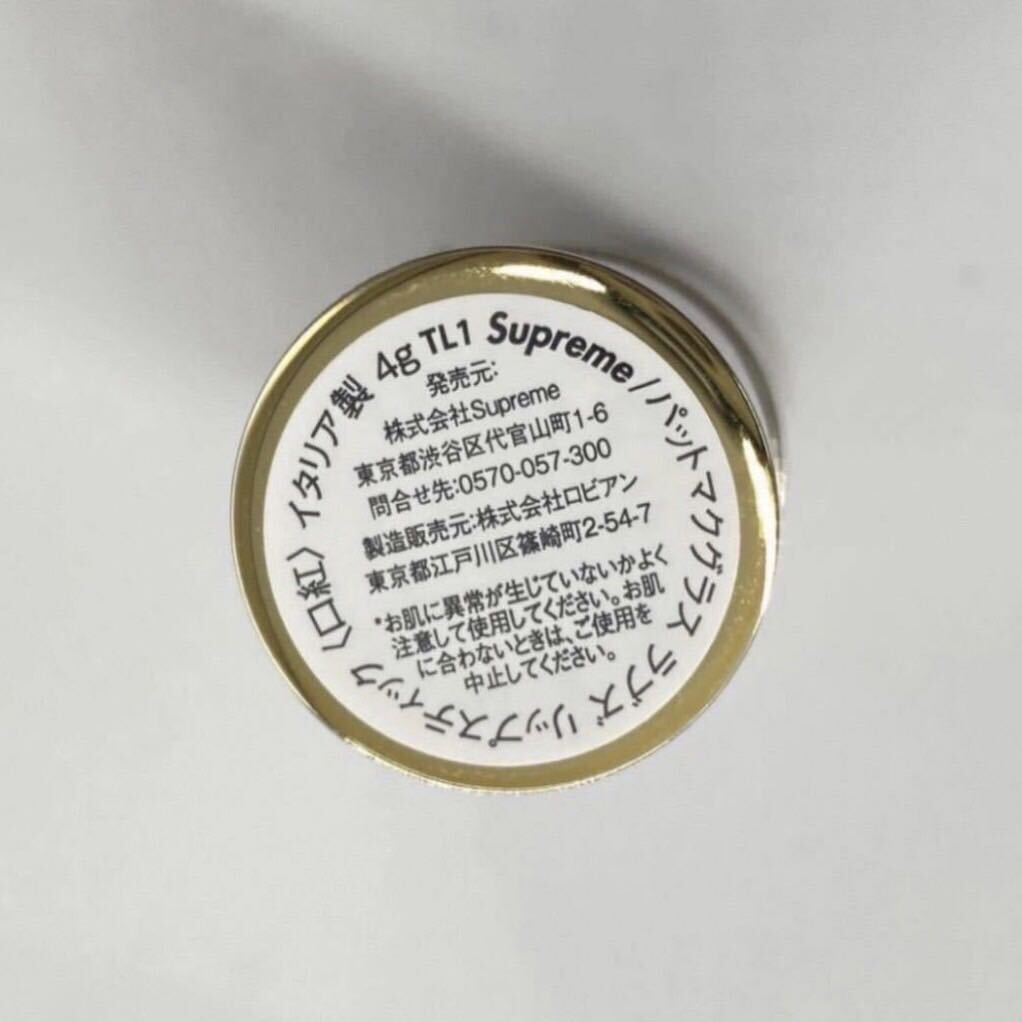 Supreme/パットマクグラス ラブズ リップスティック 〈口紅〉 イタリア製 4g TL1
発売元:
株式会社Supreme
東京都渋谷区代官山町1-6
問合せ先:0570-057-300
製造販売元:株式会社ロビアン
東京都江戸川区篠崎町2-54-7
*お肌に異常が生じていないかよく
注意して使用してください。お肌
に合わないときは、ご使用を
中止してください。